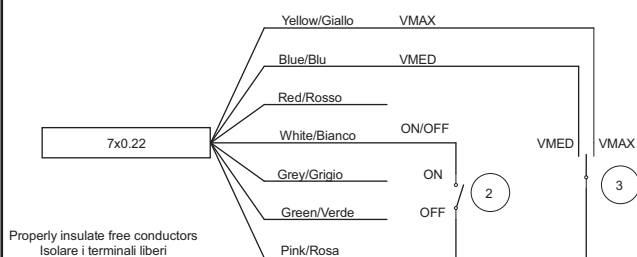 Yellow/Giallo VMAX
Blue/Blu VMED
Red/Rosso
White/Bianco ON/OFF
7x0.22
VMED VMAX
Grey/Grigio ON
2
3
Green/Verde OFF
Properly insulate free conductors
Isolare i terminali liberi
Pink/Rosa